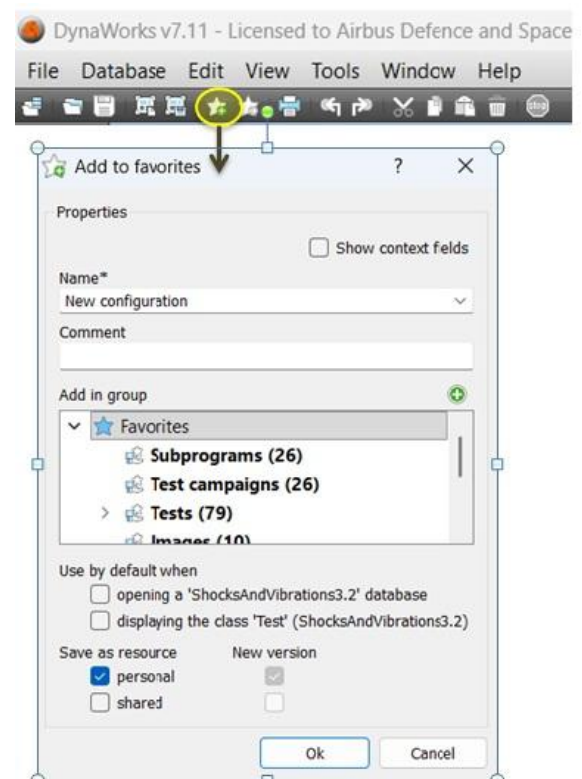 DynaWorks v7.11 - Licensed to Airbus Defence and Space
File Database Edit View Tools Window Help
stop
Add to favorites ?
Properties
Show context fields
Name*
New configuration
Comment
Add in group
Favorites
Subprograms (26)
Test campaigns (26)
Tests (79)
Images (10)
Use by default when
opening a 'ShocksAndVibrations3.2' database
displaying the class 'Test' (ShocksAndVibrations3.2)
Save as resource New version
personal
shared
Ok Cancel